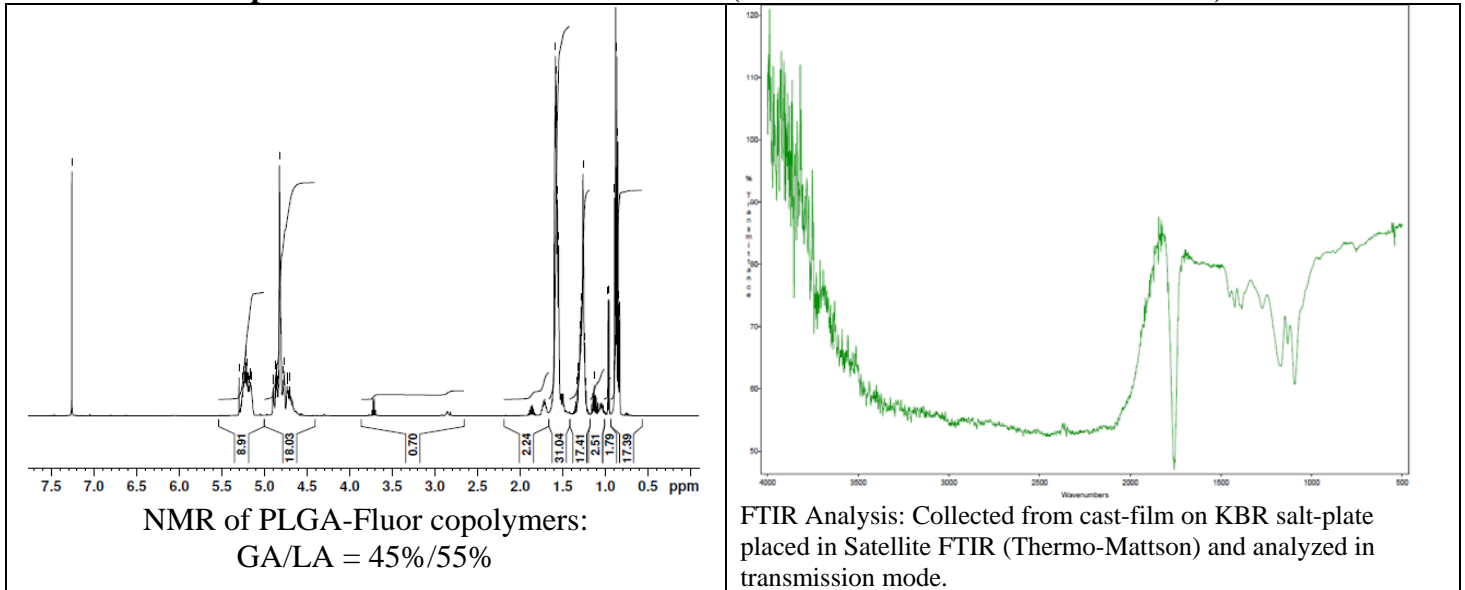 8.91
18.03
0.70
2.24
31.04
17.41
2.51
1.79
17.39
7.5 7.0 6.5 6.0 5.5 5.0 4.5 4.0 3.5 3.0 2.5 2.0 1.5 1.0 0.5 ppm
NMR of PLGA-Fluor copolymers:
GA/LA = 45%/55%
120
110
100
90
80
70
60
50
% Transmittance
4000 3500 3000 2500 2000 1500 1000 500
Wavenumbers
FTIR Analysis: Collected from cast-film on KBR salt-plate
placed in Satellite FTIR (Thermo-Mattson) and analyzed in
transmission mode.